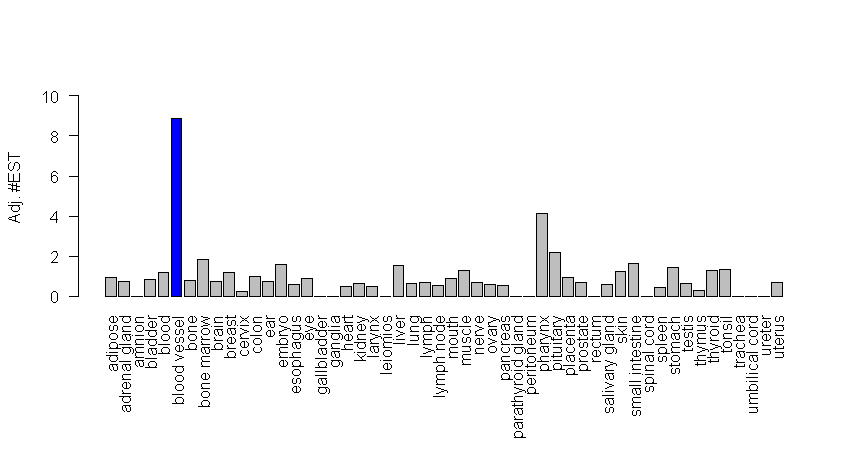 Adj. #EST
10
8
6
4
2
0
adipose
adrenal gland
amnion
bladder
blood
blood vessel
bone
bone marrow
brain
breast
cervix
colon
ear
embryo
esophagus
eye
gallbladder
ganglia
heart
kidney
larynx
leiomios
liver
lung
lymph
lymph node
mouth
muscle
nerve
ovary
pancreas
parathyroid gland
peritoneum
pharynx
pituitary
placenta
prostate
rectum
salivary gland
skin
small intestine
spinal cord
spleen
stomach
testis
thymus
thyroid
tonsil
trachea
umbilical cord
ureter
uterus